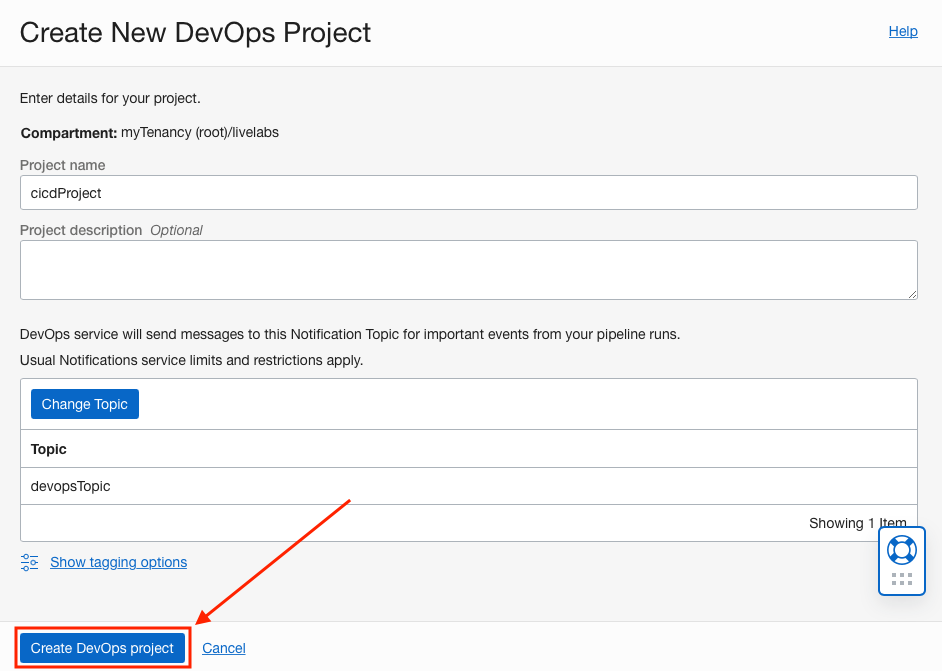 Create New DevOps Project
Help
Enter details for your project.
Compartment: myTenancy (root)/livelabs
Project name
cicdProject
Project description Optional
DevOps service will send messages to this Notification Topic for important events from your pipeline runs.
Usual Notifications service limits and restrictions apply.
Change Topic
Topic
devopsTopic
Showing 1 Item
Show tagging options
Create DevOps project
Cancel